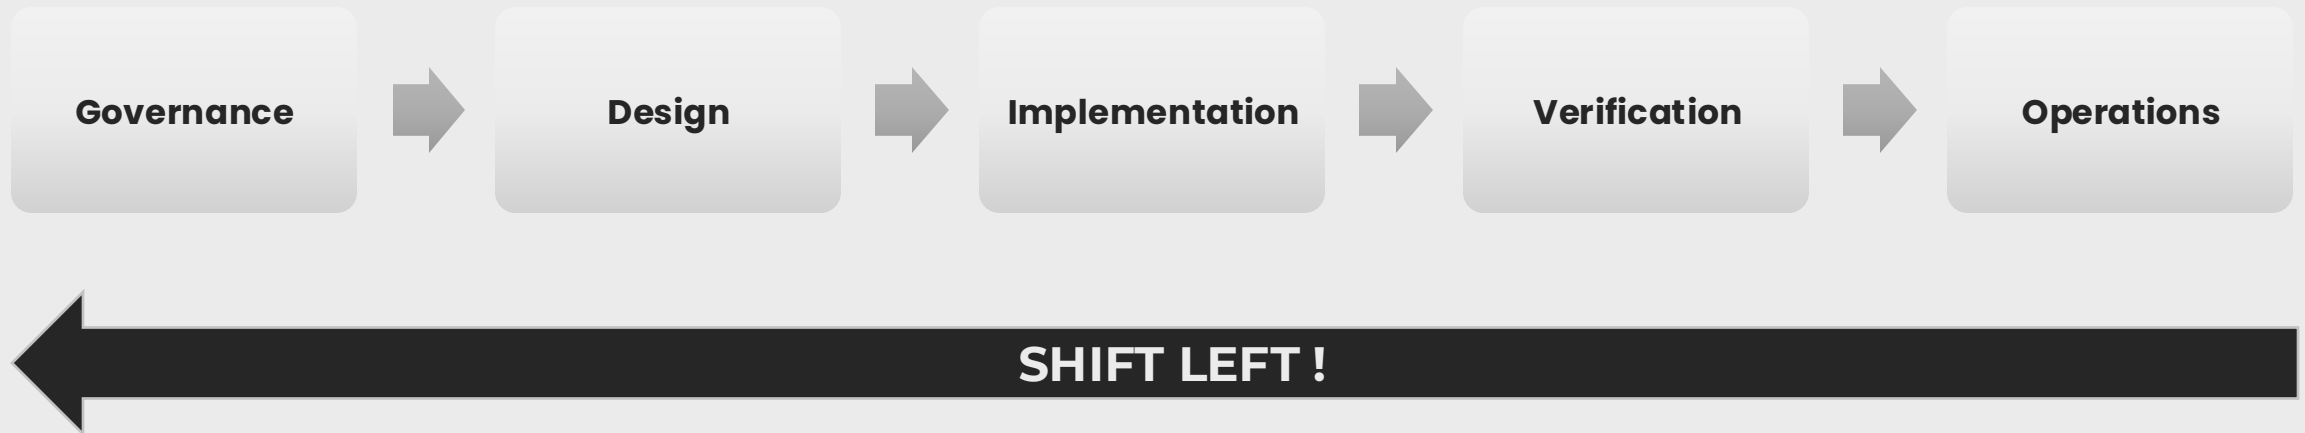 Governance
Design
Implementation
Verification
Operations
SHIFT LEFT !